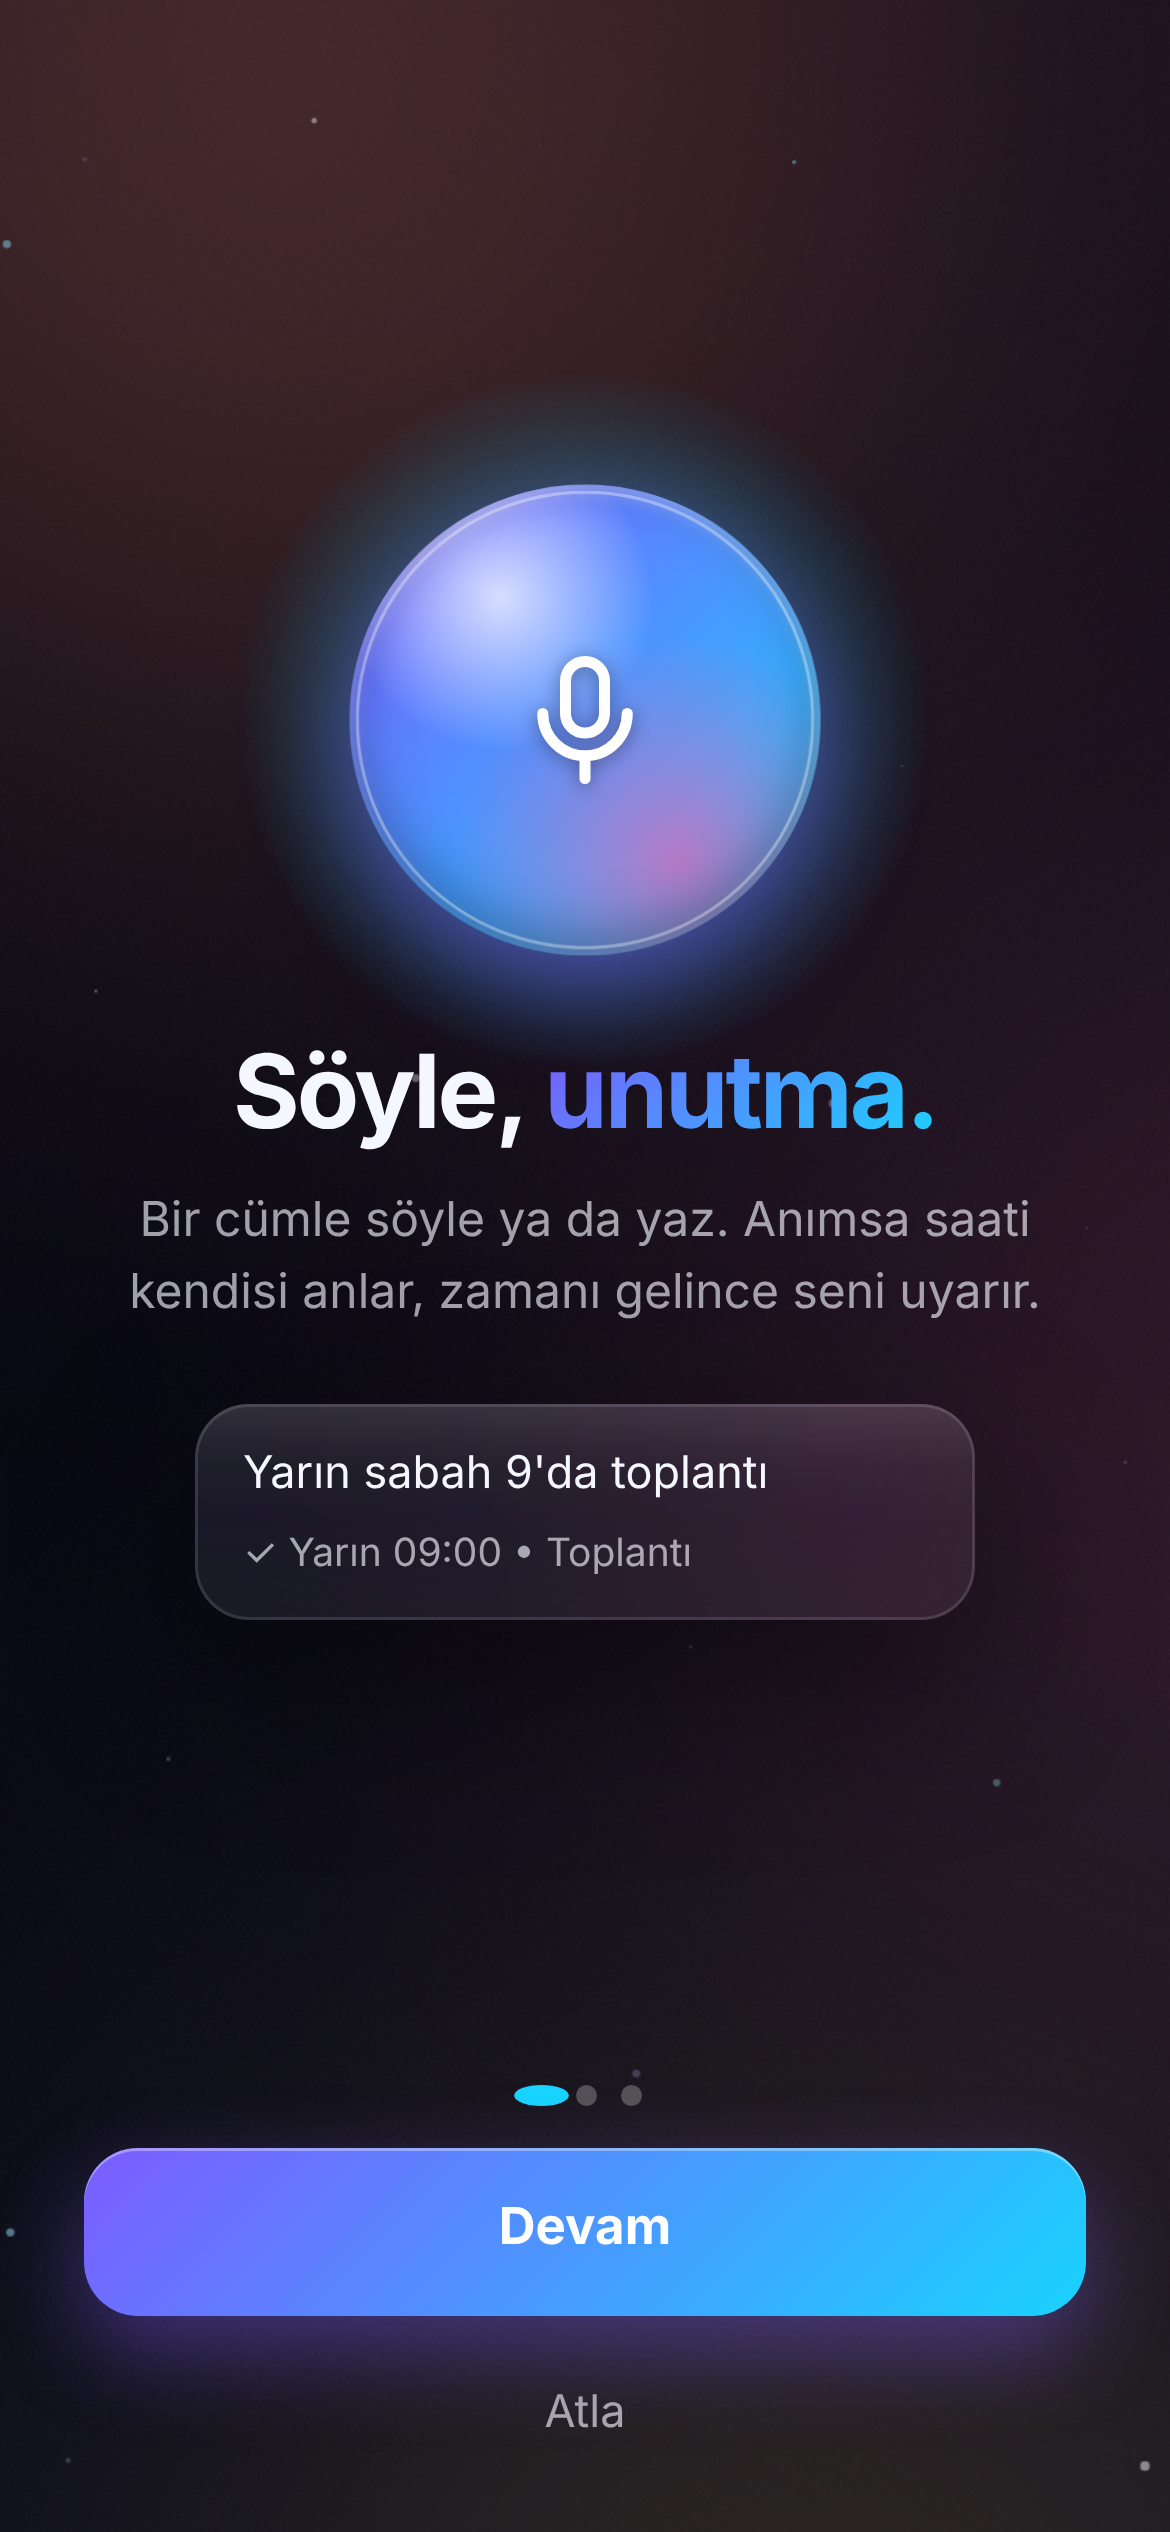 Söyle, unutma.
Bir cümle söyle ya da yaz. Anımsa saati
kendisi anlar, zamanı gelince seni uyarır.
Yarın sabah 9'da toplantı
✓ Yarın 09:00 • Toplantı
Devam
Atla